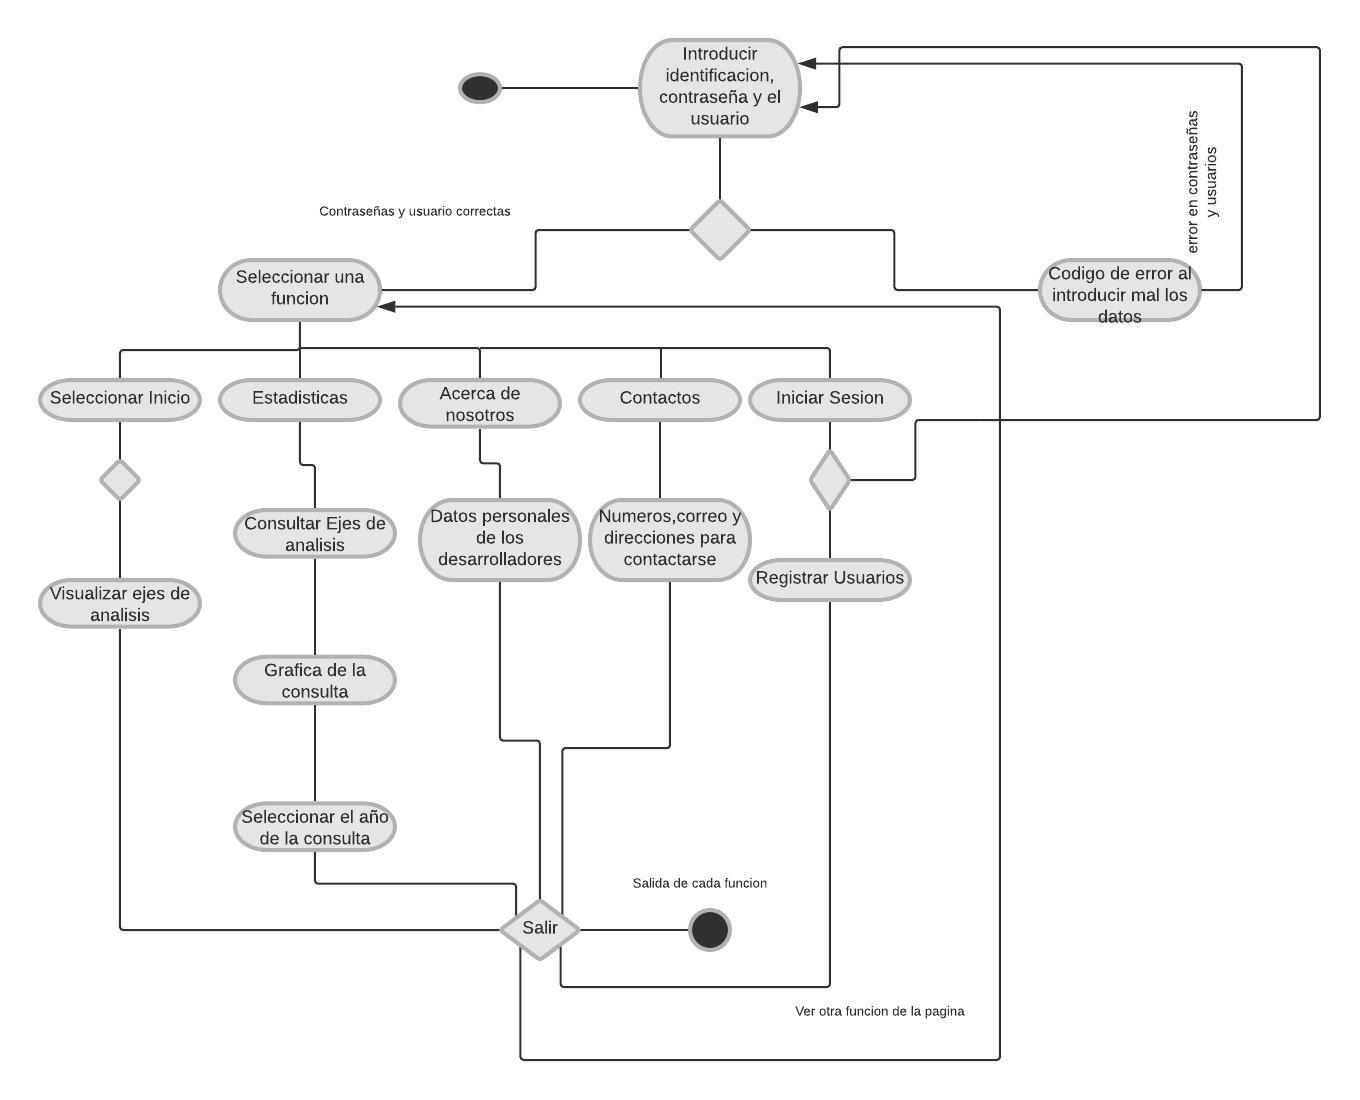 Introducir
identificacion,
contraseña y el
usuario
error en contraseñas
y usuarios
Contraseñas y usuario correctas
Seleccionar una
funcion
Codigo de error al
introducir mal los
datos
Seleccionar Inicio
Estadisticas
Acerca de
nosotros
Contactos
Iniciar Sesion
Consultar Ejes de
analisis
Datos personales
de los
desarrolladores
Numeros,correo y
direcciones para
contactarse
Registrar Usuarios
Visualizar ejes de
analisis
Grafica de la
consulta
Seleccionar el año
de la consulta
Salida de cada funcion
Salir
Ver otra funcion de la pagina